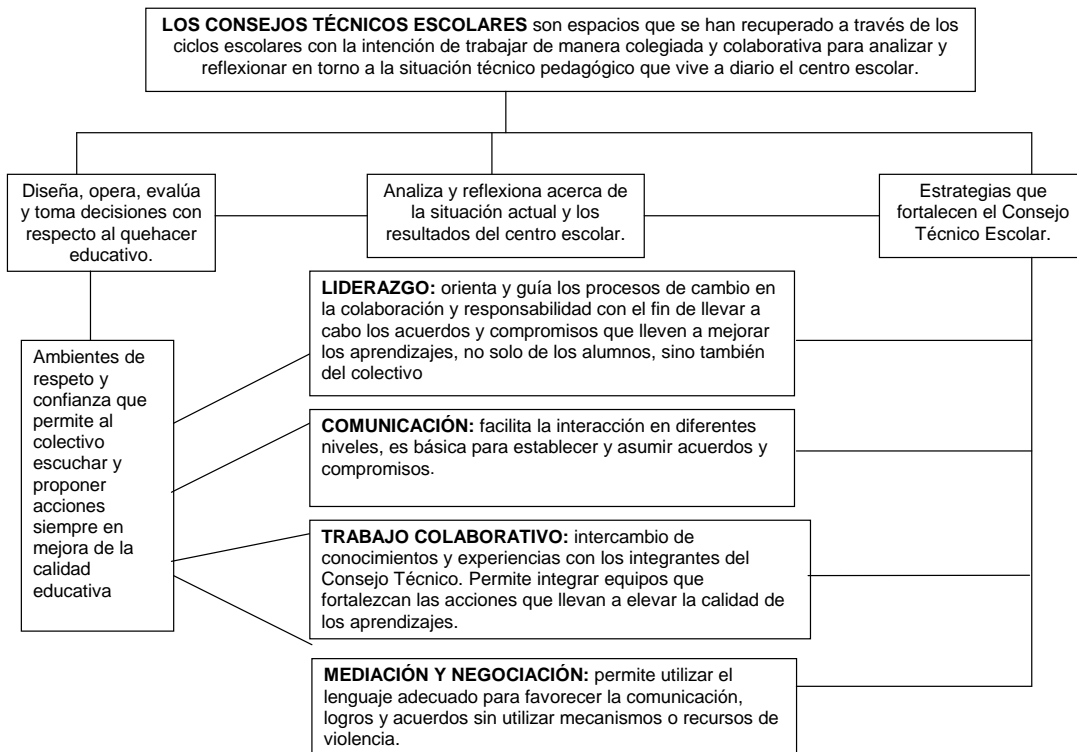 LOS CONSEJOS TÉCNICOS ESCOLARES son espacios que se han recuperado a través de los
ciclos escolares con la intención de trabajar de manera colegiada y colaborativa para analizar y
reflexionar en torno a la situación técnico pedagógico que vive a diario el centro escolar.
Diseña, opera, evalúa
y toma decisiones con
respecto al quehacer
educativo.
Analiza y reflexiona acerca de
la situación actual y los
resultados del centro escolar.
Estrategias que
fortalecen el Consejo
Técnico Escolar.
Ambientes de
respeto y
confianza que
permite al
colectivo
escuchar y
proponer
acciones
siempre en
mejora de la
calidad
educativa
LIDERAZGO: orienta y guía los procesos de cambio en
la colaboración y responsabilidad con el fin de llevar a
cabo los acuerdos y compromisos que lleven a mejorar
los aprendizajes, no solo de los alumnos, sino también
del colectivo
COMUNICACIÓN: facilita la interacción en diferentes
niveles, es básica para establecer y asumir acuerdos y
compromisos.
TRABAJO COLABORATIVO: intercambio de
conocimientos y experiencias con los integrantes del
Consejo Técnico. Permite integrar equipos que
fortalezcan las acciones que llevan a elevar la calidad de
los aprendizajes.
MEDIACIÓN Y NEGOCIACIÓN: permite utilizar el
lenguaje adecuado para favorecer la comunicación,
logros y acuerdos sin utilizar mecanismos o recursos de
violencia.